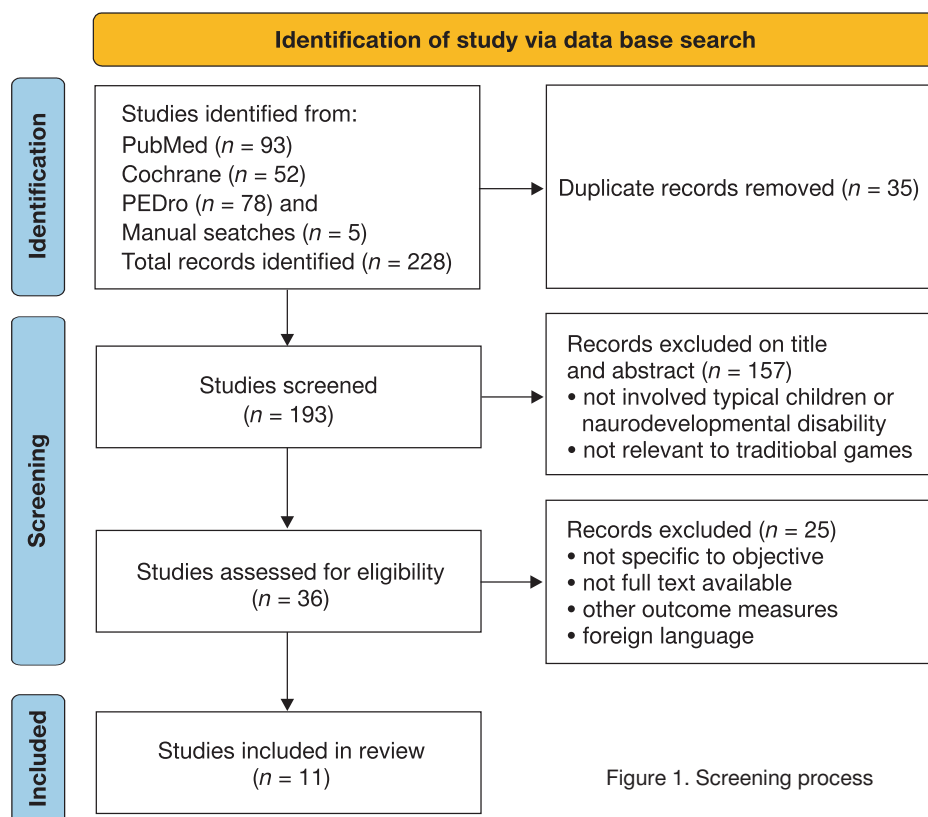 Identification of study via data base search
Identification
Studies identified from:
PubMed (n = 93)
Cochrane (n = 52)
PEDro (n = 78) and
Manual seatches (n = 5)
Total records identified (n = 228)
Duplicate records removed (n = 35)
Screening
Studies screened
(n = 193)
Records excluded on title
and abstract (n = 157)
• not involved typical children or
naurodevelopmental disability
• not relevant to traditiobal games
Studies assessed for eligibility
(n = 36)
Records excluded (n = 25)
• not specific to objective
• not full text available
• other outcome measures
• foreign language
Included
Studies included in review
(n = 11)
Figure 1. Screening process